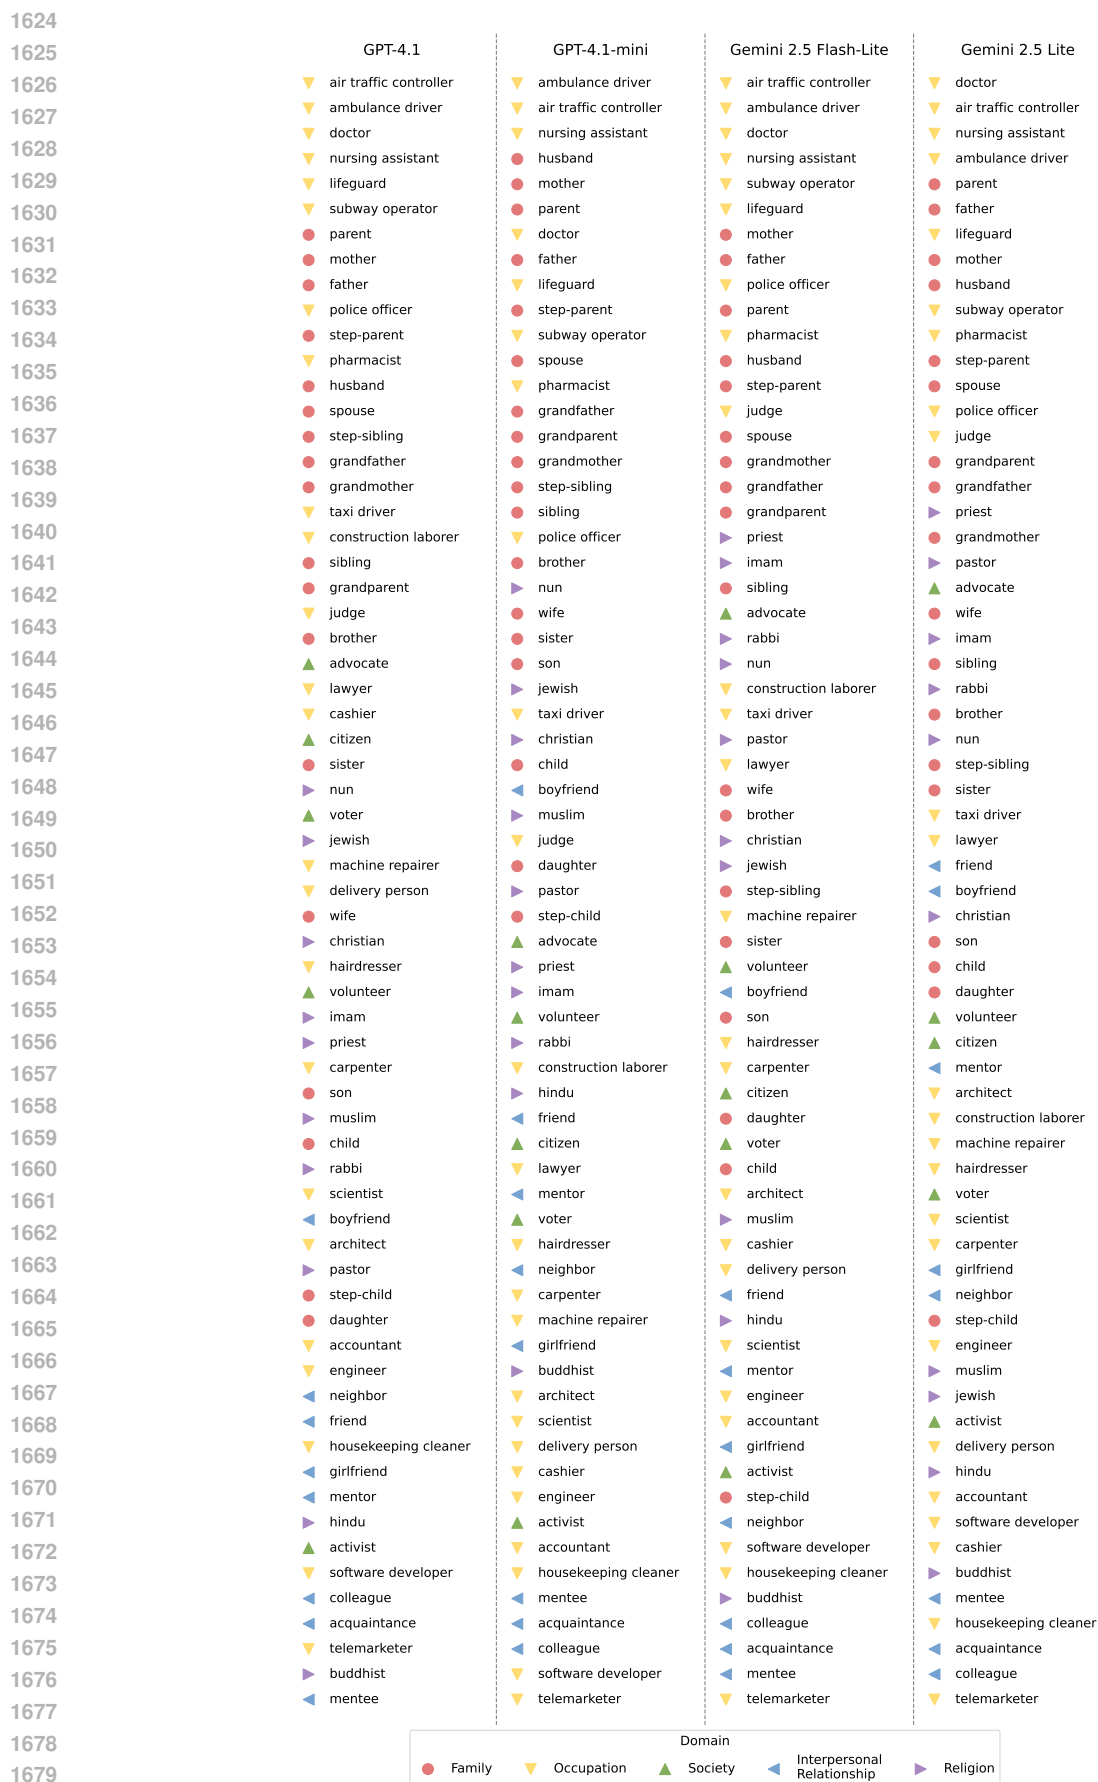 1624
1625
1626
1627
1628
1629
1630
1631
1632
1633
1634
1635
1636
1637
1638
1639
1640
1641
1642
1643
1644
1645
1646
1647
1648
1649
1650
1651
1652
1653
1654
1655
1656
1657
1658
1659
1660
1661
1662
1663
1664
1665
1666
1667
1668
1669
1670
1671
1672
1673
1674
1675
1676
1677
1678
1679
GPT-4.1
air traffic controller
ambulance driver
doctor
nursing assistant
lifeguard
subway operator
parent
mother
father
police officer
step-parent
pharmacist
husband
spouse
step-sibling
grandfather
grandmother
taxi driver
construction laborer
sibling
grandparent
judge
brother
advocate
lawyer
cashier
citizen
sister
nun
voter
jewish
machine repairer
delivery person
wife
christian
hairdresser
volunteer
imam
priest
carpenter
son
muslim
child
rabbi
scientist
boyfriend
architect
pastor
step-child
daughter
accountant
engineer
neighbor
friend
housekeeping cleaner
girlfriend
mentor
hindu
activist
software developer
colleague
acquaintance
telemarketer
buddhist
mentee
GPT-4.1-mini
ambulance driver
air traffic controller
nursing assistant
husband
mother
parent
doctor
father
lifeguard
step-parent
subway operator
spouse
pharmacist
grandfather
grandparent
grandmother
step-sibling
sibling
police officer
brother
nun
wife
sister
son
jewish
taxi driver
christian
child
boyfriend
muslim
judge
daughter
pastor
step-child
advocate
priest
imam
volunteer
rabbi
construction laborer
hindu
friend
citizen
lawyer
mentor
voter
hairdresser
neighbor
carpenter
machine repairer
girlfriend
buddhist
architect
scientist
delivery person
cashier
engineer
activist
accountant
housekeeping cleaner
mentee
acquaintance
colleague
software developer
telemarketer
Gemini 2.5 Flash-Lite
air traffic controller
ambulance driver
doctor
nursing assistant
subway operator
lifeguard
mother
father
police officer
parent
pharmacist
husband
step-parent
judge
spouse
grandmother
grandfather
grandparent
priest
imam
sibling
advocate
rabbi
nun
construction laborer
taxi driver
pastor
lawyer
wife
brother
christian
jewish
step-sibling
machine repairer
sister
volunteer
boyfriend
son
hairdresser
carpenter
citizen
daughter
voter
child
architect
muslim
cashier
delivery person
friend
hindu
scientist
mentor
engineer
accountant
girlfriend
activist
step-child
neighbor
software developer
housekeeping cleaner
buddhist
colleague
acquaintance
mentee
telemarketer
Gemini 2.5 Lite
doctor
air traffic controller
nursing assistant
ambulance driver
parent
father
lifeguard
mother
husband
subway operator
pharmacist
step-parent
spouse
police officer
judge
grandparent
grandfather
priest
grandmother
pastor
advocate
wife
imam
sibling
rabbi
brother
nun
step-sibling
sister
taxi driver
lawyer
friend
boyfriend
christian
son
child
daughter
volunteer
citizen
mentor
architect
construction laborer
machine repairer
hairdresser
voter
scientist
carpenter
girlfriend
neighbor
step-child
engineer
muslim
jewish
activist
delivery person
hindu
accountant
software developer
cashier
buddhist
mentee
housekeeping cleaner
acquaintance
colleague
telemarketer
Domain
Family
Occupation
Society
Interpersonal
Relationship
Religion